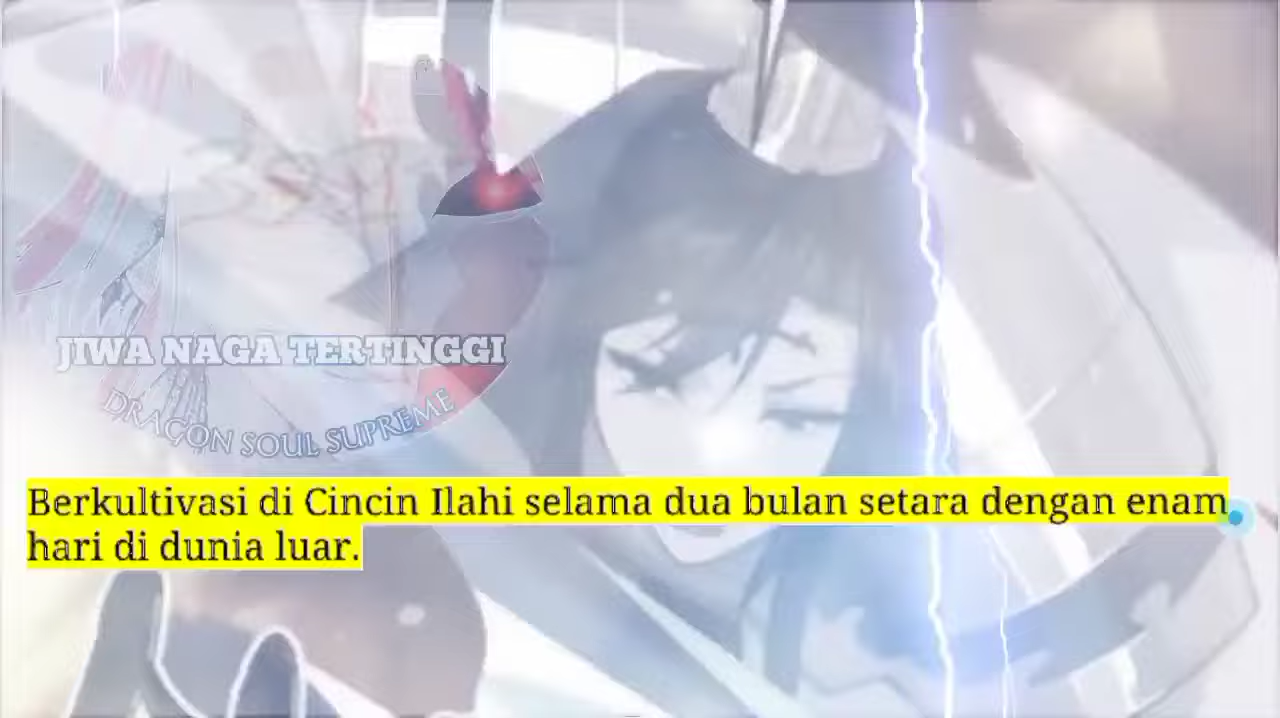 JIWA NAGA TERTINGGI
DRAGON SOUL SUPREME
Berkultivasi di Cincin Ilahi selama dua bulan setara dengan enam
hari di dunia luar.